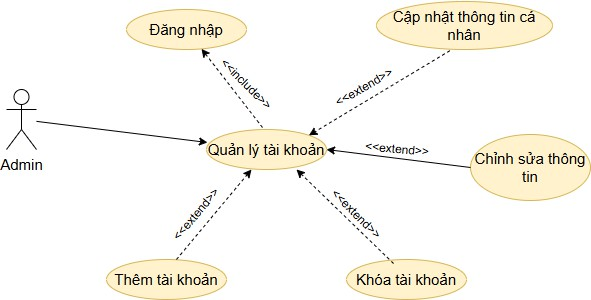 Đăng nhập
Cập nhật thông tin cá
nhân
<<include>>
<<extend>>
Admin
Quản lý tài khoản
<<extend>>
Chỉnh sửa thông
tin
<<extend>>
<<extend>>
Thêm tài khoản
Khóa tài khoản